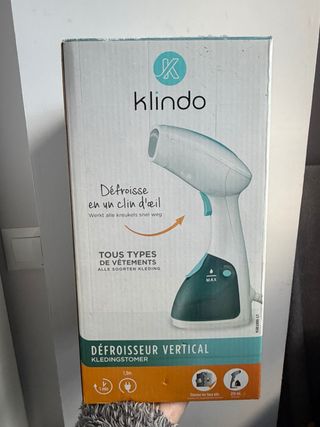 klindo
Défroisse
en un clin d'œil
Werkt alle kreukels snel weg
TOUS TYPES
DE VÊTEMENTS
ALLE SOORTEN KLEDING
MAX
DÉFROISSEUR VERTICAL
KLEDINGSTOMER